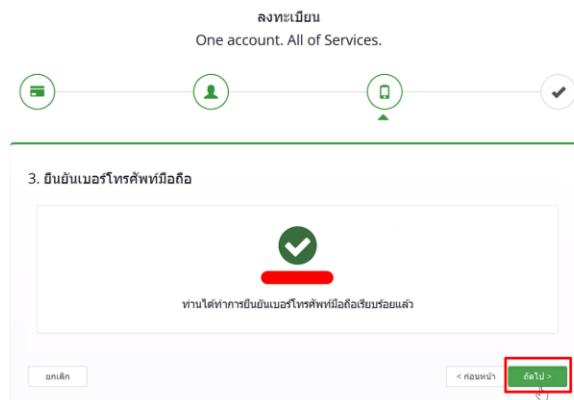 ลงทะเบียน
One account. All of Services.
3. ยืนยันเบอร์โทรศัพท์มือถือ
ท่านได้ทำการยืนยันเบอร์โทรศัพท์มือถือเรียบร้อยแล้ว
ยกเลิก
< ก่อนหน้า
ถัดไป >